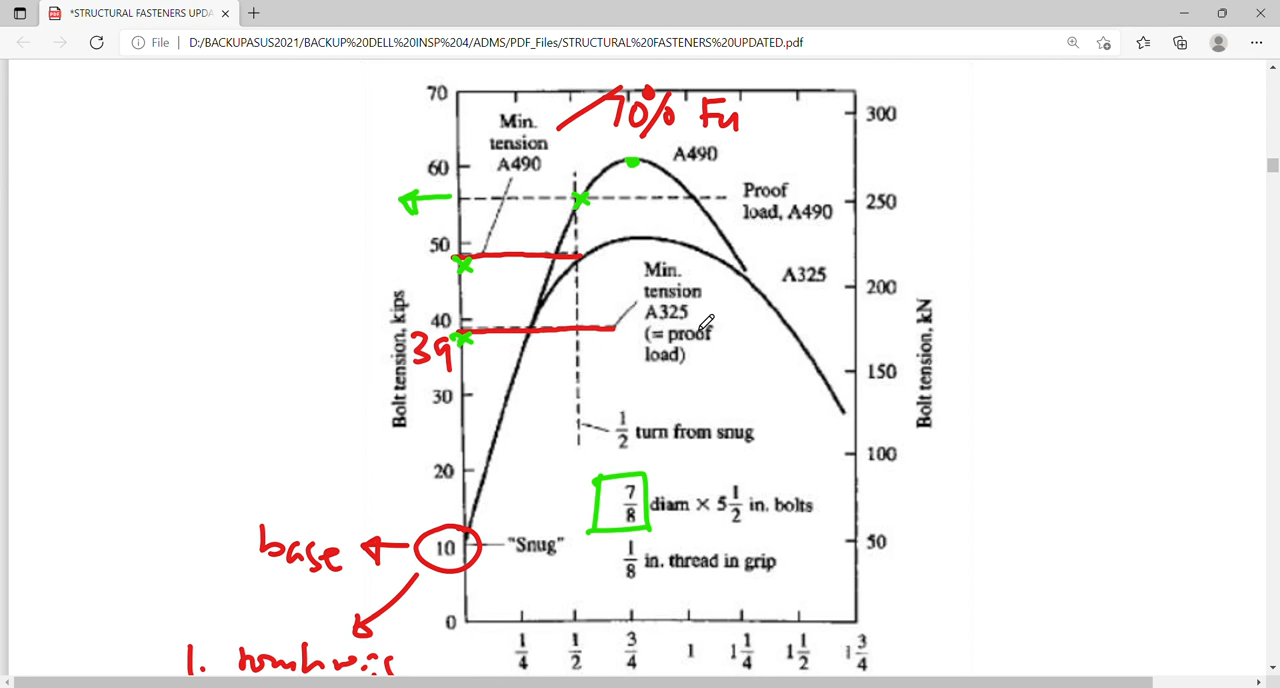 *STRUCTURAL FASTENERS UPDA
File
D:/BACKUPASUS2021/BACKUP%20DELL%20INSP%204/ADMS/PDF_Files/STRUCTURAL%20FASTENERS%20UPDATED.pdf
70
60
50
40
30
20
10
0
Bolt tension, kips
39
70% Fu
Min.
tension
A490
A490
Proof
load, A490
A325
Min.
tension
A325
(= proof
load)
1/2 turn from snug
7/8 diam × 5 1/2 in. bolts
1/8 in. thread in grip
"Snug"
base
1.
300
250
200
150
100
50
Bolt tension, kN
1/4 1/2 3/4 1 1 1/4 1 1/2 1 3/4